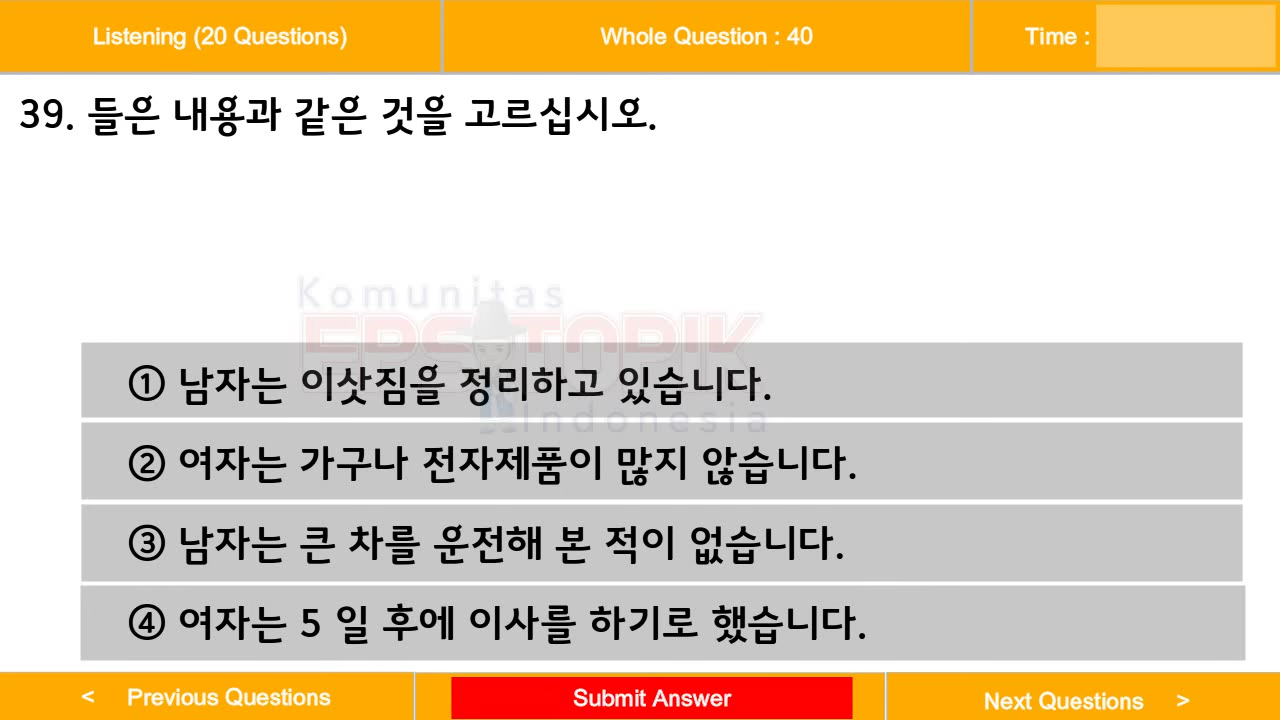 Listening (20 Questions)
Whole Question : 40
Time :
39. 들은 내용과 같은 것을 고르십시오.
Komunitas
EPS TOPIK
Indonesia
① 남자는 이삿짐을 정리하고 있습니다.
② 여자는 가구나 전자제품이 많지 않습니다.
③ 남자는 큰 차를 운전해 본 적이 없습니다.
④ 여자는 5 일 후에 이사를 하기로 했습니다.
< Previous Questions
Submit Answer
Next Questions >